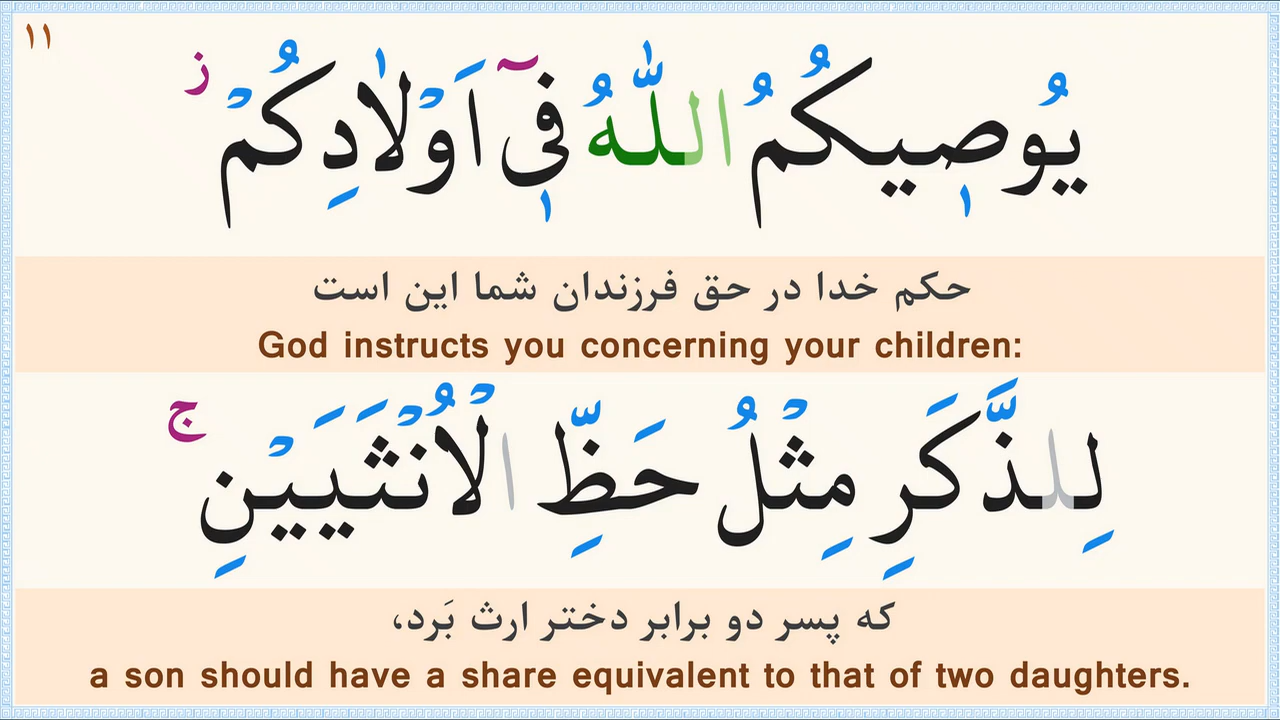 ١١
يُوصِيكُمُ اللّٰهُ فِىٓ اَوْلَادِكُمْ ز
حکم خدا در حق فرزندان شما این است
God instructs you concerning your children:
لِلذَّكَرِ مِثْلُ حَظِّ الْاُنْثَيَيْنِ ج
که پسر دو برابر دختر ارث بَرد،
a son should have a share equivalent to that of two daughters.